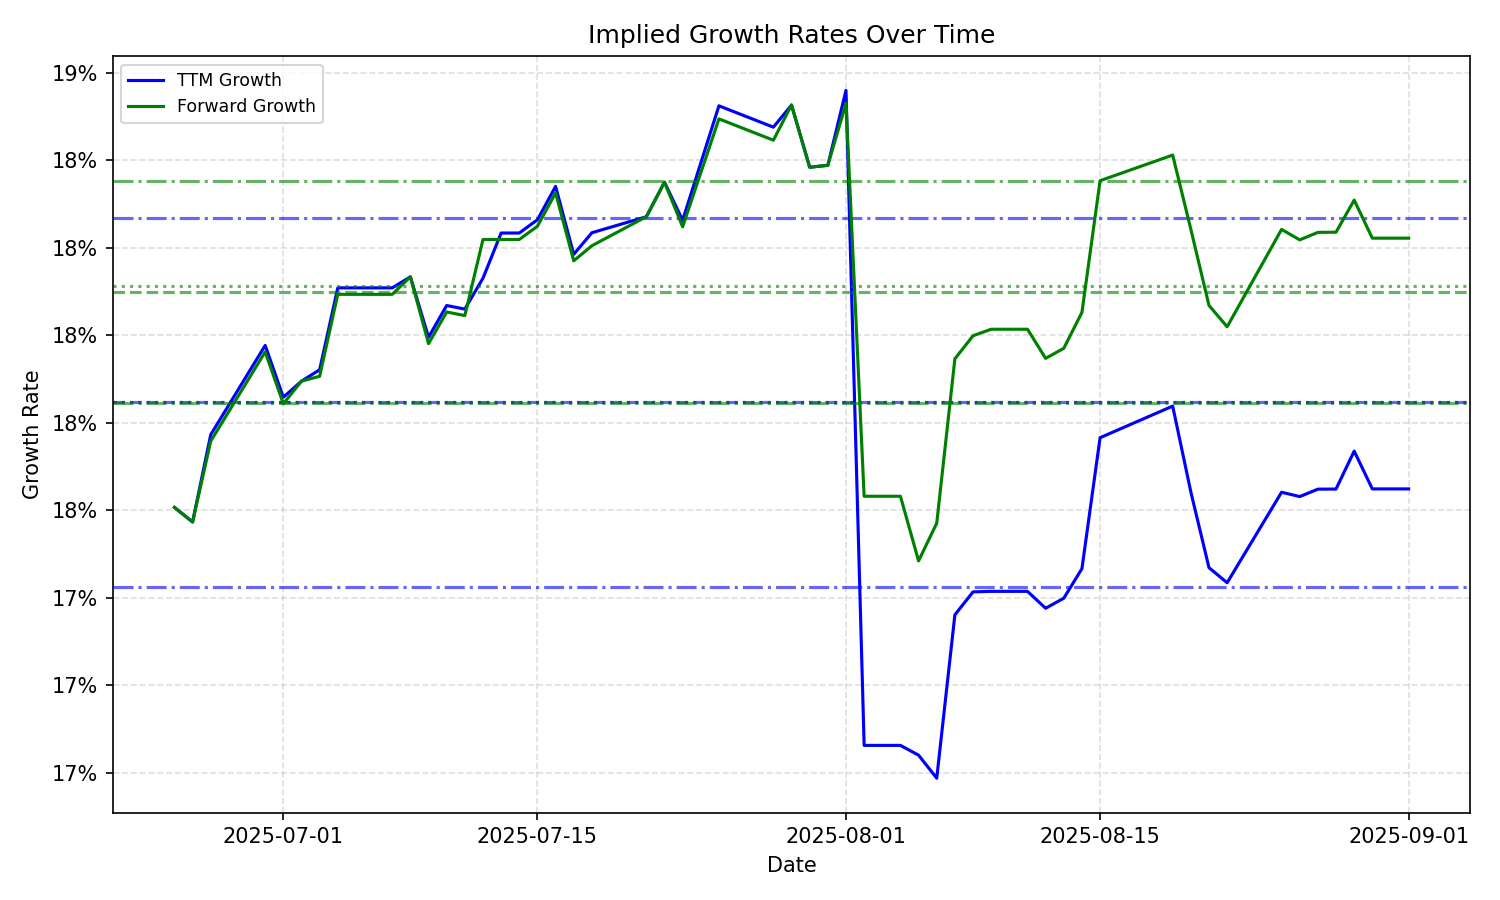 Implied Growth Rates Over Time
TTM Growth
Forward Growth
19%
18%
18%
18%
18%
18%
17%
17%
17%
Growth Rate
2025-07-01
2025-07-15
2025-08-01
2025-08-15
2025-09-01
Date